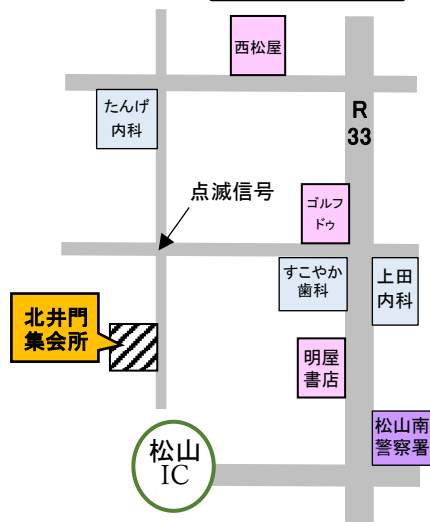 西松屋
たんげ
内科
R
33
点滅信号
ゴルフ
ドゥ
すこやか
歯科
上田
内科
北井門
集会所
明屋
書店
松山南
警察署
松山
IC